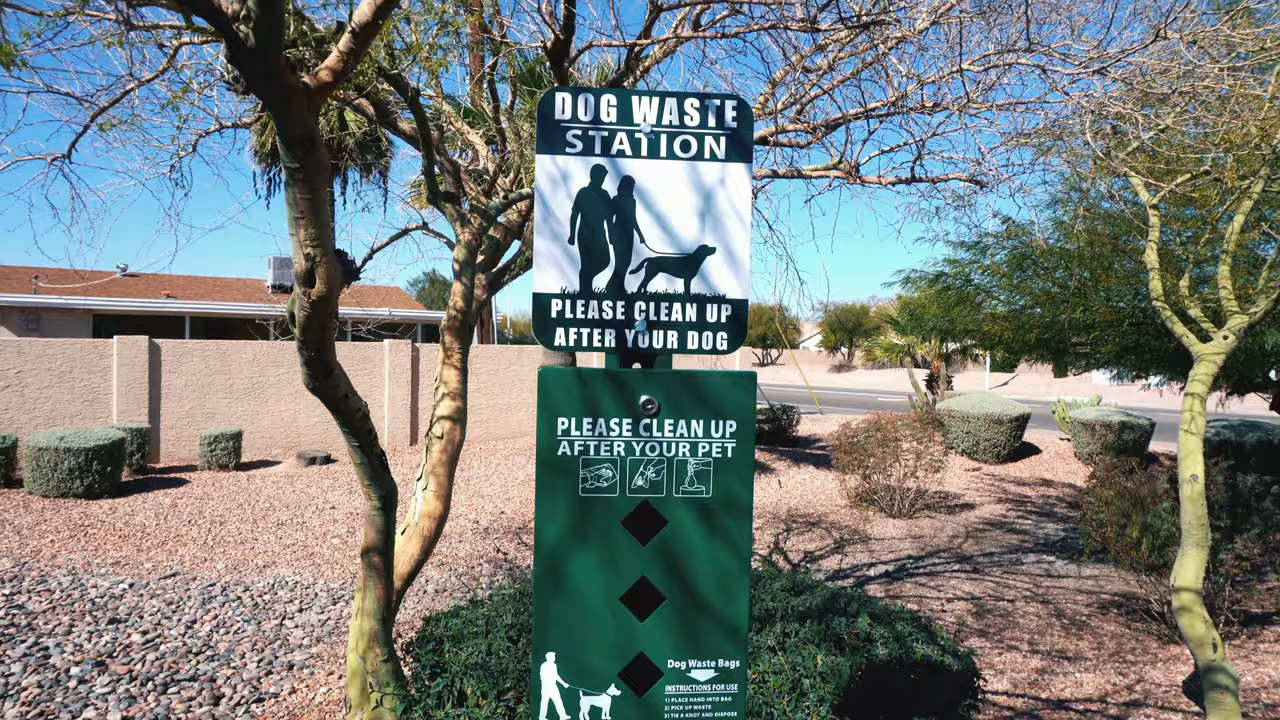 DOG WASTE
STATION
PLEASE CLEAN UP
AFTER YOUR DOG
PLEASE CLEAN UP
AFTER YOUR PET
Dog Waste Bags
INSTRUCTIONS FOR USE
1) PLACE HAND INTO BAG
2) PICK UP WASTE
3) TIE A KNOT AND DISPOSE